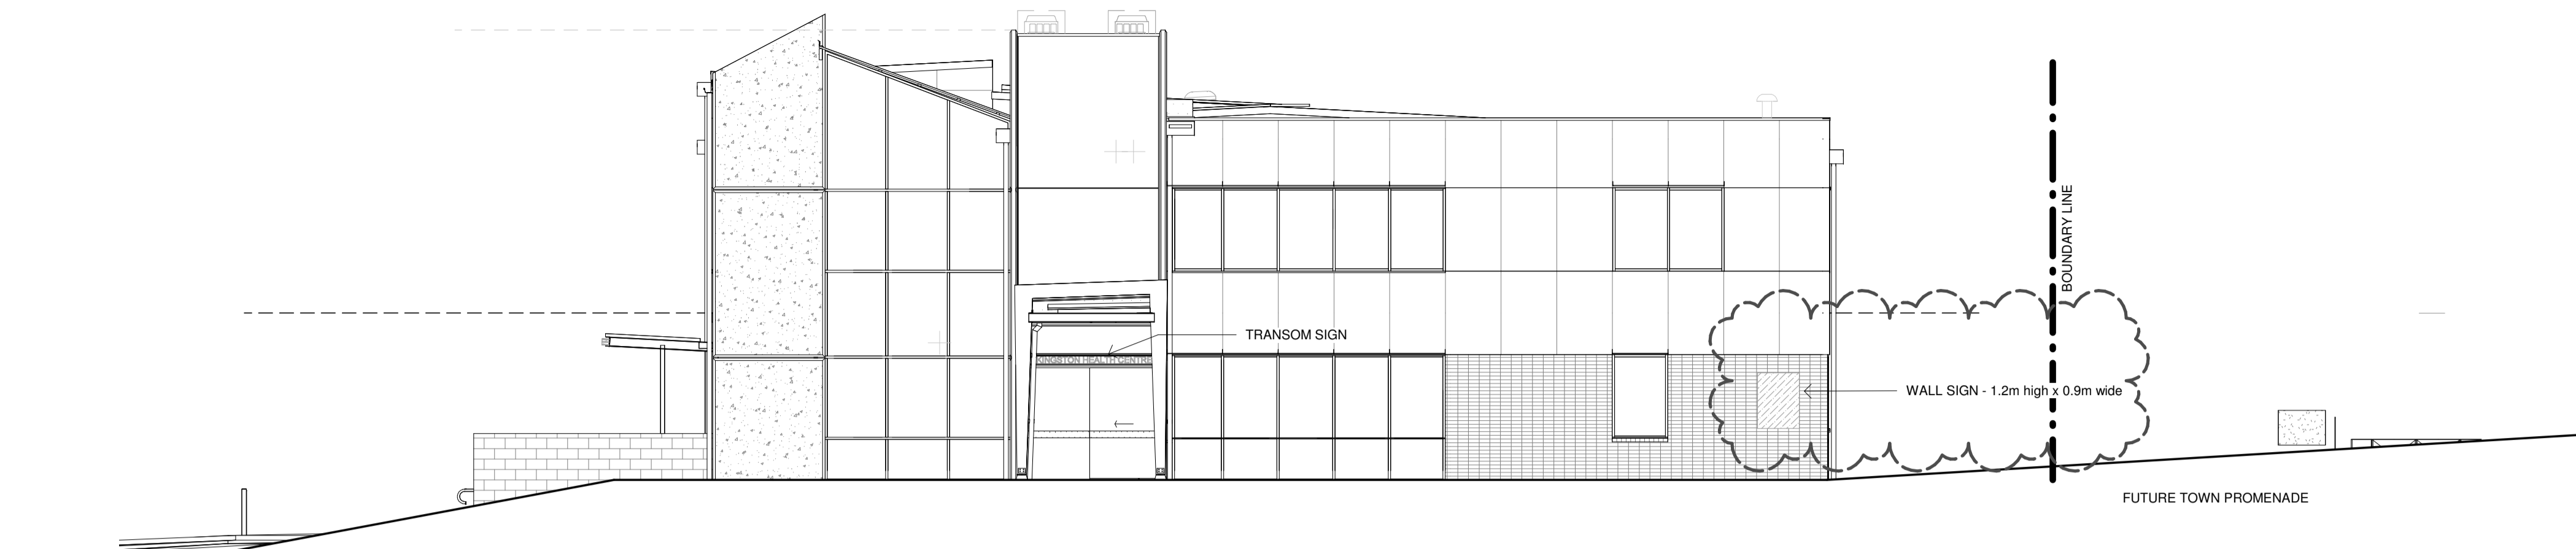 BOUNDARY LINE
TRANSOM SIGN
KINGSTON HEALTH CENTRE
WALL SIGN - 1.2m high x 0.9m wide
FUTURE TOWN PROMENADE